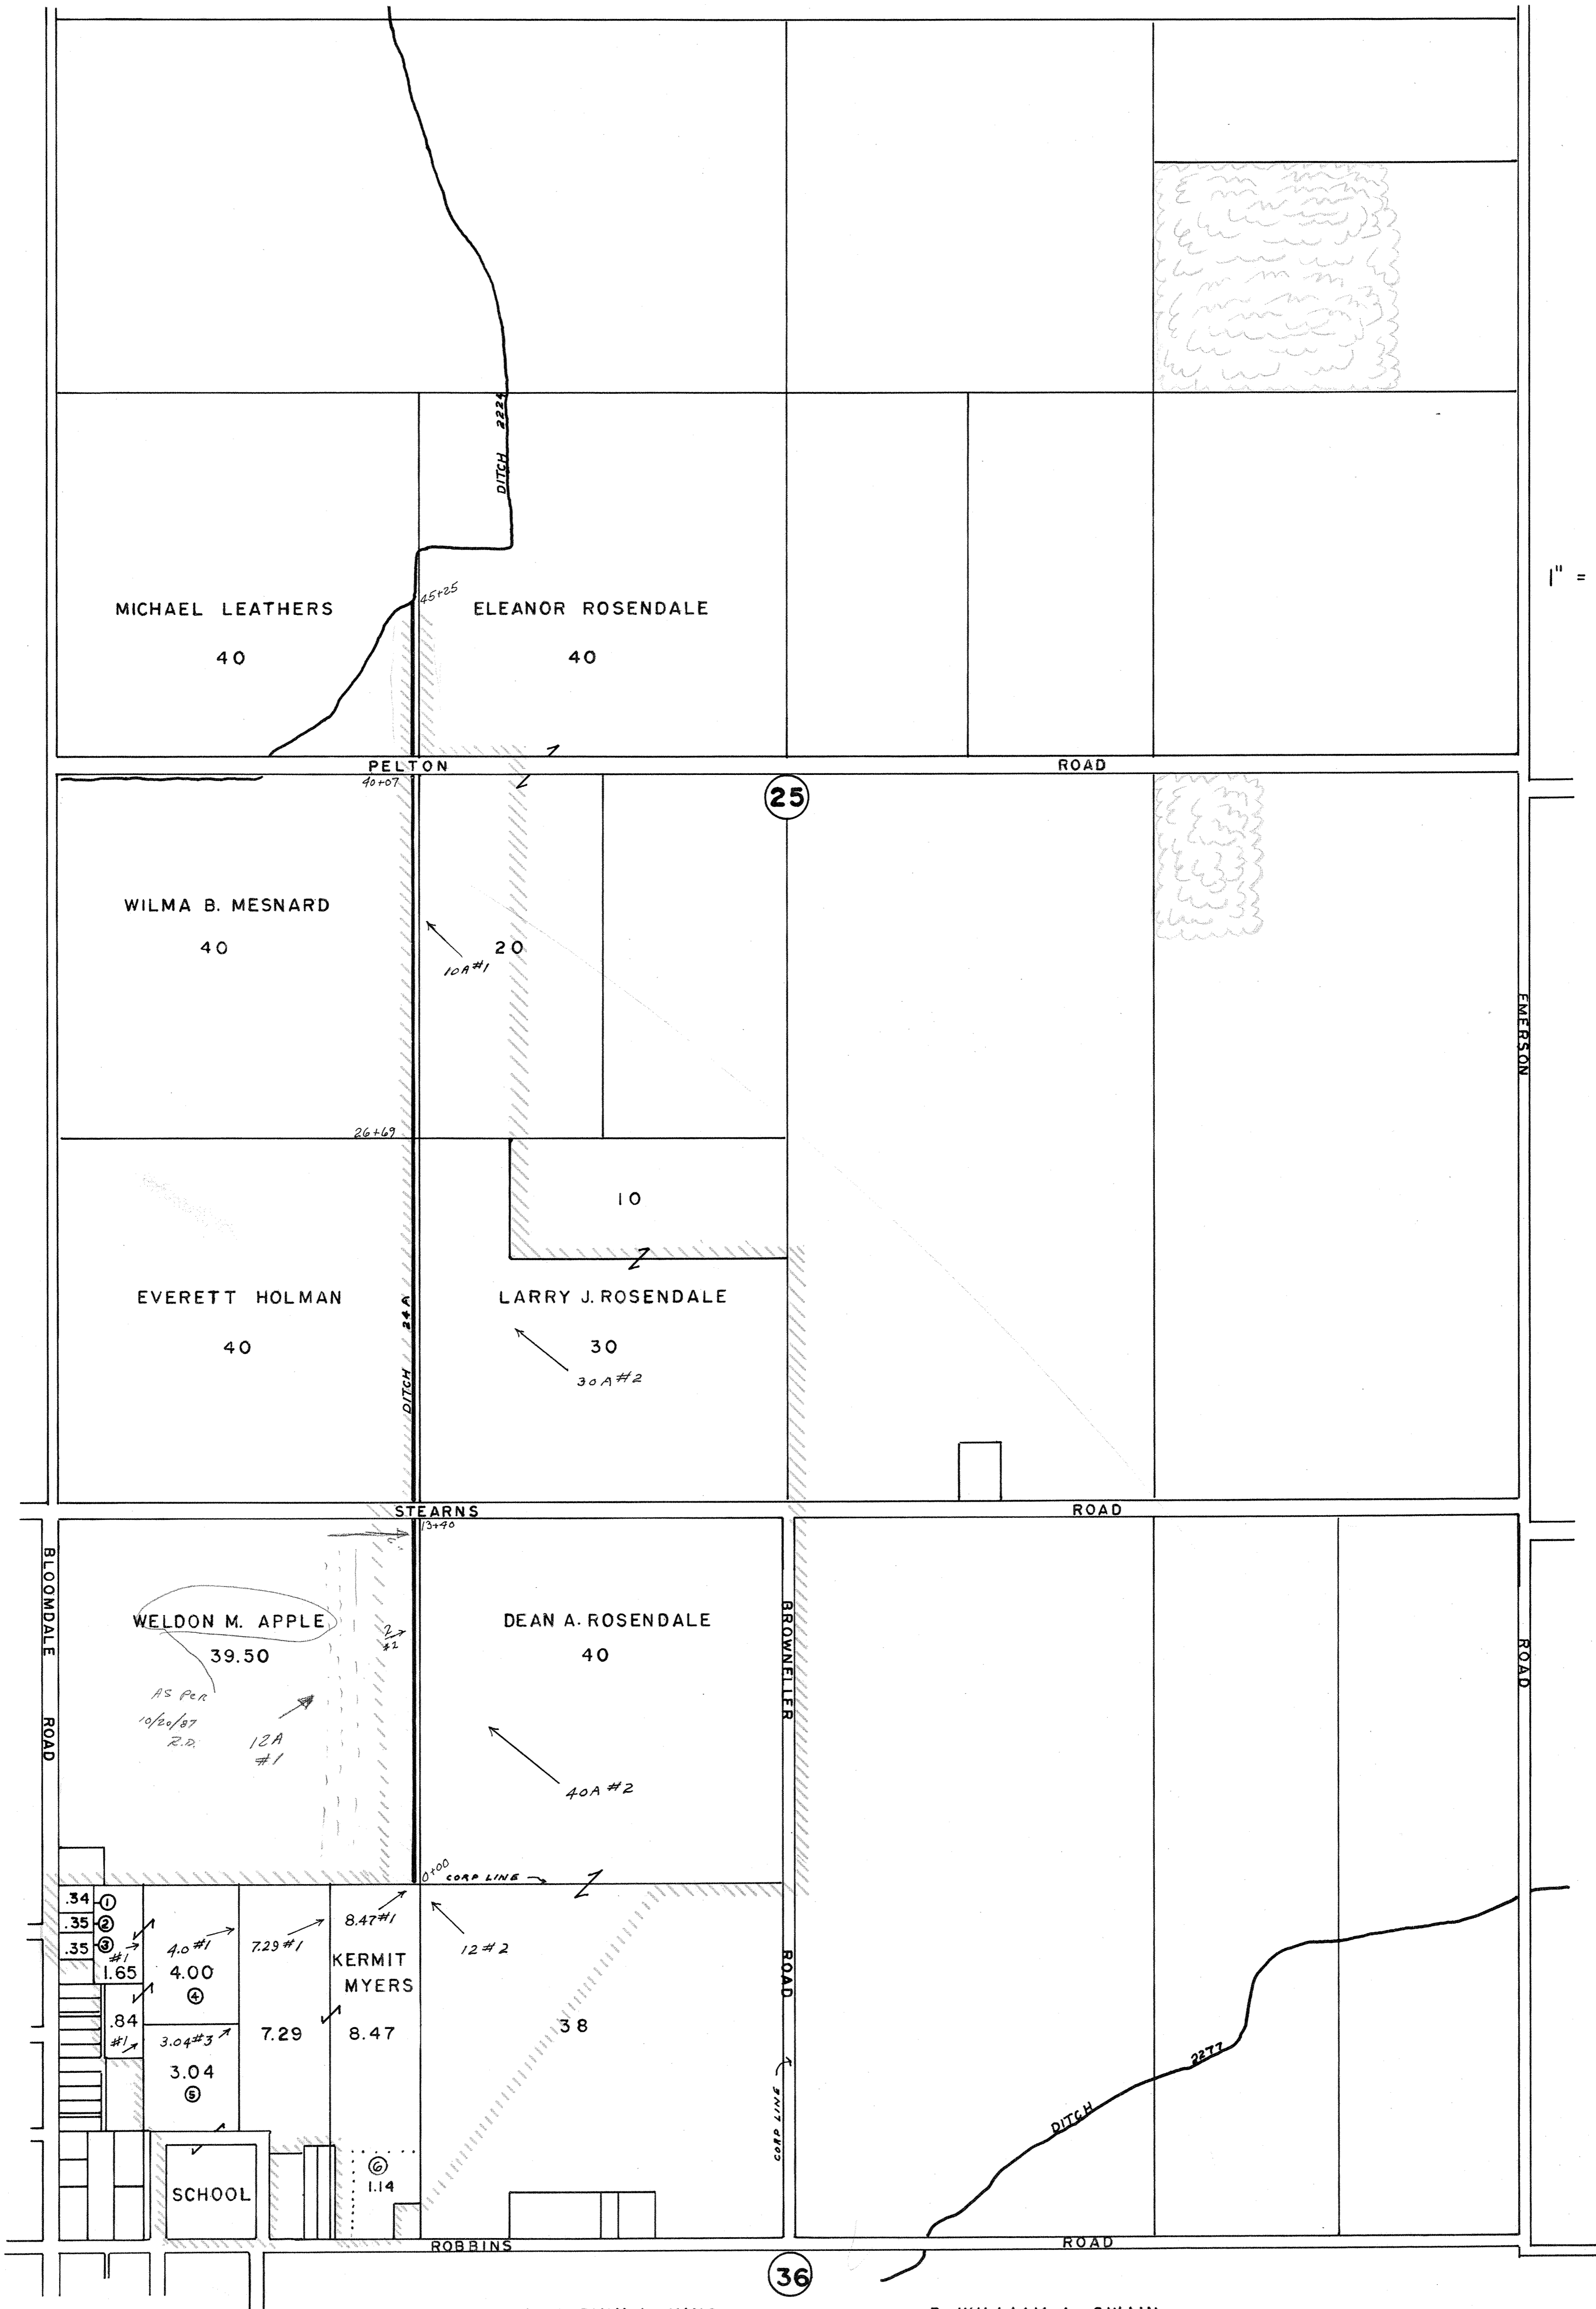 DITCH 2224
1" =
45+25
MICHAEL LEATHERS
40
ELEANOR ROSENDALE
40
PELTON ROAD
40+07
25
WILMA B. MESNARD
40
20
10A#1
EMERSON
26+69
10
EVERETT HOLMAN
40
DITCH 24A
LARRY J. ROSENDALE
30
30A#2
STEARNS ROAD
13+40
BLOOMDALE ROAD
WELDON M. APPLE
39.50
AS PER
10/20/87
R.D.
12A
#1
2
#2
DEAN A. ROSENDALE
40
40A#2
BROWNELLER
ROAD
ROAD
0+00
CORP LINE
.34 1
.35 2
.35 3
#1
1.65
4.0#1
4.00
4
7.29#1
8.47#1
12#2
KERMIT
MYERS
.84
#1
3.04#3
3.04
5
7.29
8.47
38
CORP LINE
2277
DITCH
SCHOOL
6
1.14
ROBBINS ROAD
36